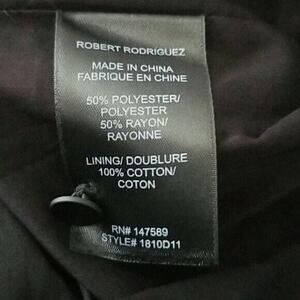 ROBERT RODRIGUEZ
MADE IN CHINA
FABRIQUE EN CHINE
50% POLYESTER/
POLYESTER
50% RAYON/
RAYONNE
LINING/ DOUBLURE
100% COTTON/
COTON
RN# 147589
STYLE# 1810D11